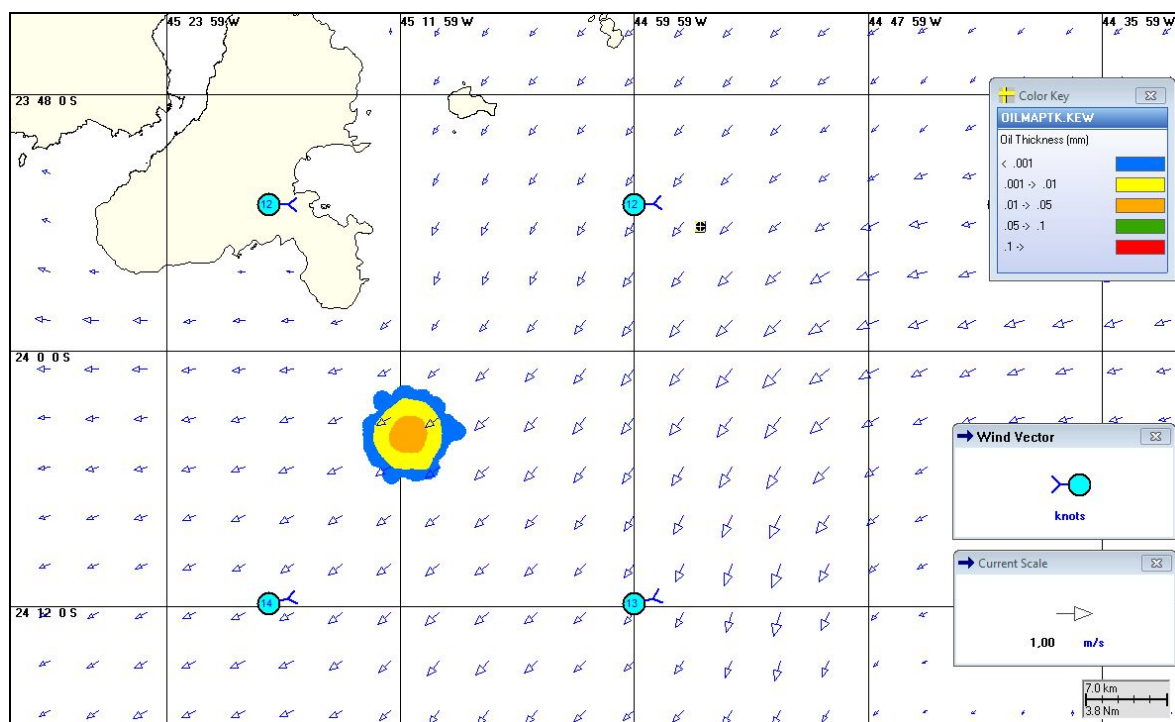 45 23 59 W
45 11 59 W
44 59 59 W
44 47 59 W
44 35 59 W
23 48 0 S
Color Key
OILMAPTK.KEW
Oil Thickness (mm)
< .001
.001 -> .01
.01 -> .05
.05 -> .1
.1 ->
12
12
24 0 0 S
Wind Vector
knots
24 12 0 S
14
13
Current Scale
1,00 m/s
7.0 km
3.8 Nm